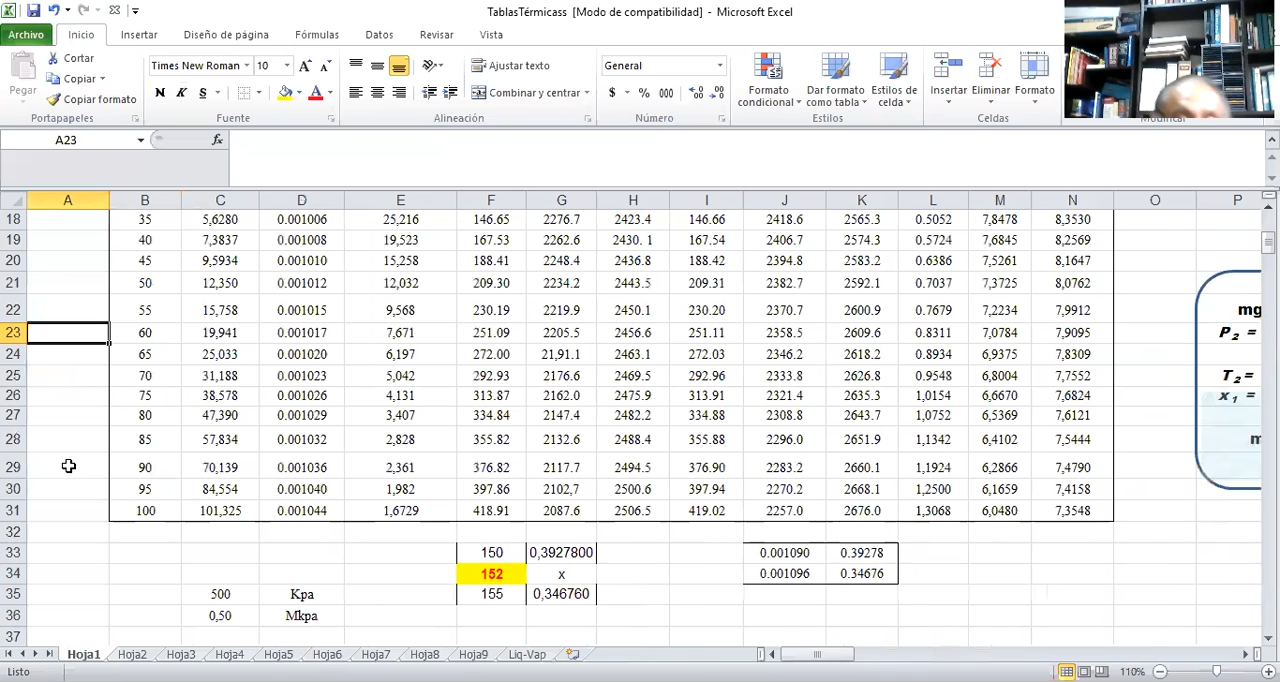 TablasTérmicass [Modo de compatibilidad] - Microsoft Excel
Archivo Inicio Insertar Diseño de página Fórmulas Datos Revisar Vista
Pegar
Cortar
Copiar
Copiar formato
Portapapeles
Times New Roman 10
N K S
Fuente
Ajustar texto
Combinar y centrar
Alineación
General
$ % 000
Número
Formato condicional
Dar formato como tabla
Estilos de celda
Estilos
Insertar Eliminar Formato
Celdas
Modificar
A23 fx
A B C D E F G H I J K L M N O P
18 35 5,6280 0.001006 25,216 146.65 2277.7 2423.4 146.66 2418.6 2565.3 0.5052 7,8478 8,3530
19 40 7,3837 0.001008 19,523 167.53 2262.6 2430. 1 167.54 2406.7 2574.3 0.5724 7,6845 8,2569
20 45 9,5934 0.001010 15,258 188.41 2248.4 2436.8 188.42 2394.8 2583.2 0.6386 7,5261 8,1647
21 50 12,350 0.001012 12,032 209.30 2234.2 2443.5 209.31 2382.7 2592.1 0.7037 7,3725 8,0762
22 55 15,758 0.001015 9,568 230.19 2219.9 2450.1 230.20 2370.7 2600.9 0.7679 7,2234 7,9912
23 60 19,941 0.001017 7,671 251.09 2205.5 2456.6 251.11 2358.5 2609.6 0.8311 7,0784 7,9095
24 65 25,033 0.001020 6,197 272.00 21,91.1 2463.1 272.03 2346.2 2618.2 0.8934 6,9375 7,8309
25 70 31,188 0.001023 5,042 292.93 2176.6 2469.5 292.96 2333.8 2626.8 0.9548 6,8004 7,7552
26 75 38,578 0.001026 4,131 313.87 2162.0 2475.9 313.91 2321.4 2635.3 1,0154 6,6670 7,6824
27 80 47,390 0.001029 3,407 334.84 2147.4 2482.2 334.88 2308.8 2643.7 1,0752 6,5369 7,6121
28 85 57,834 0.001032 2,828 355.82 2132.6 2488.4 355.88 2296.0 2651.9 1,1342 6,4102 7,5444
29 90 70,139 0.001036 2,361 376.82 2117.7 2494.5 376.90 2283.2 2660.1 1,1924 6,2866 7,4790
30 95 84,554 0.001040 1,982 397.86 2102,7 2500.6 397.94 2270.2 2668.1 1,2500 6,1659 7,4158
31 100 101,325 0.001044 1,6729 418.91 2087.6 2506.5 419.02 2257.0 2676.0 1,3068 6,0480 7,3548
32
33 150 0,3927800 0.001090 0.39278
34 152 x 0.001096 0.34676
35 500 Kpa 155 0,346760
36 0,50 Mkpa
37
mg
P₂ =
T₂=
x₁ =
m
Hoja1 Hoja2 Hoja3 Hoja4 Hoja5 Hoja6 Hoja7 Hoja8 Hoja9 Liq-Vap
Listo 110%